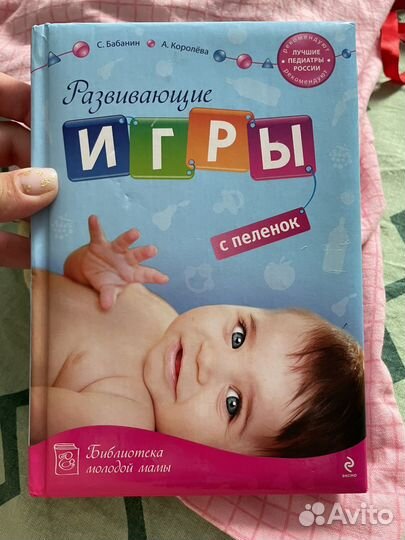 С. Бабанин
А. Королёва
рекомендуют!
ЛУЧШИЕ
ПЕДИАТРЫ
РОССИИ
рекомендуют!
Развивающие
ИГРЫ
с пеленок
Библиотека
молодой мамы
ЭКСМО
Avito